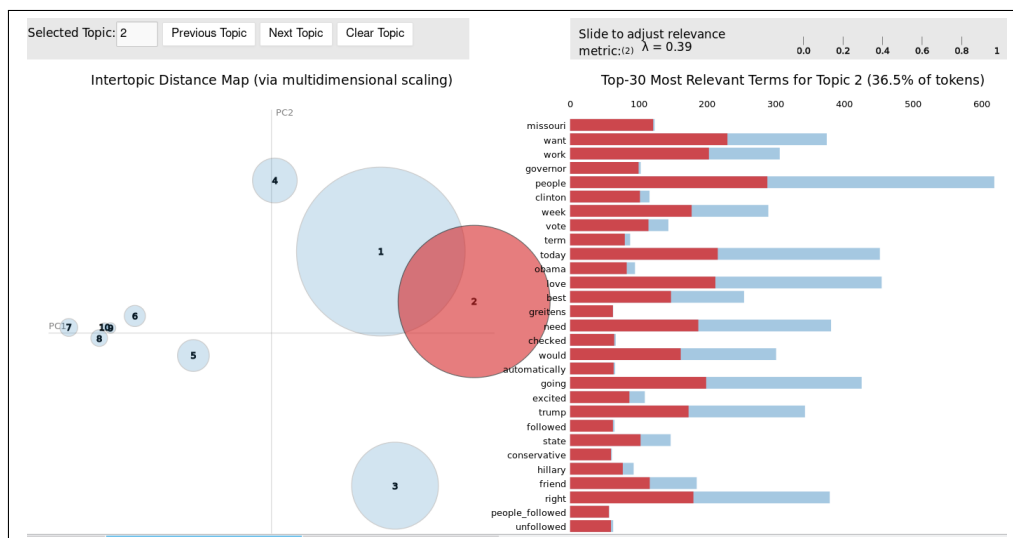 Selected Topic: 2 Previous Topic Next Topic Clear Topic
Slide to adjust relevance
metric:(2) λ = 0.39
0.0 0.2 0.4 0.6 0.8 1
Intertopic Distance Map (via multidimensional scaling)
PC2
PC1
4
1
2
6
7
10
9
8
5
3
Top-30 Most Relevant Terms for Topic 2 (36.5% of tokens)
0 100 200 300 400 500 600
missouri
want
work
governor
people
clinton
week
vote
term
today
obama
love
best
greitens
need
checked
would
automatically
going
excited
trump
followed
state
conservative
hillary
friend
right
people_followed
unfollowed